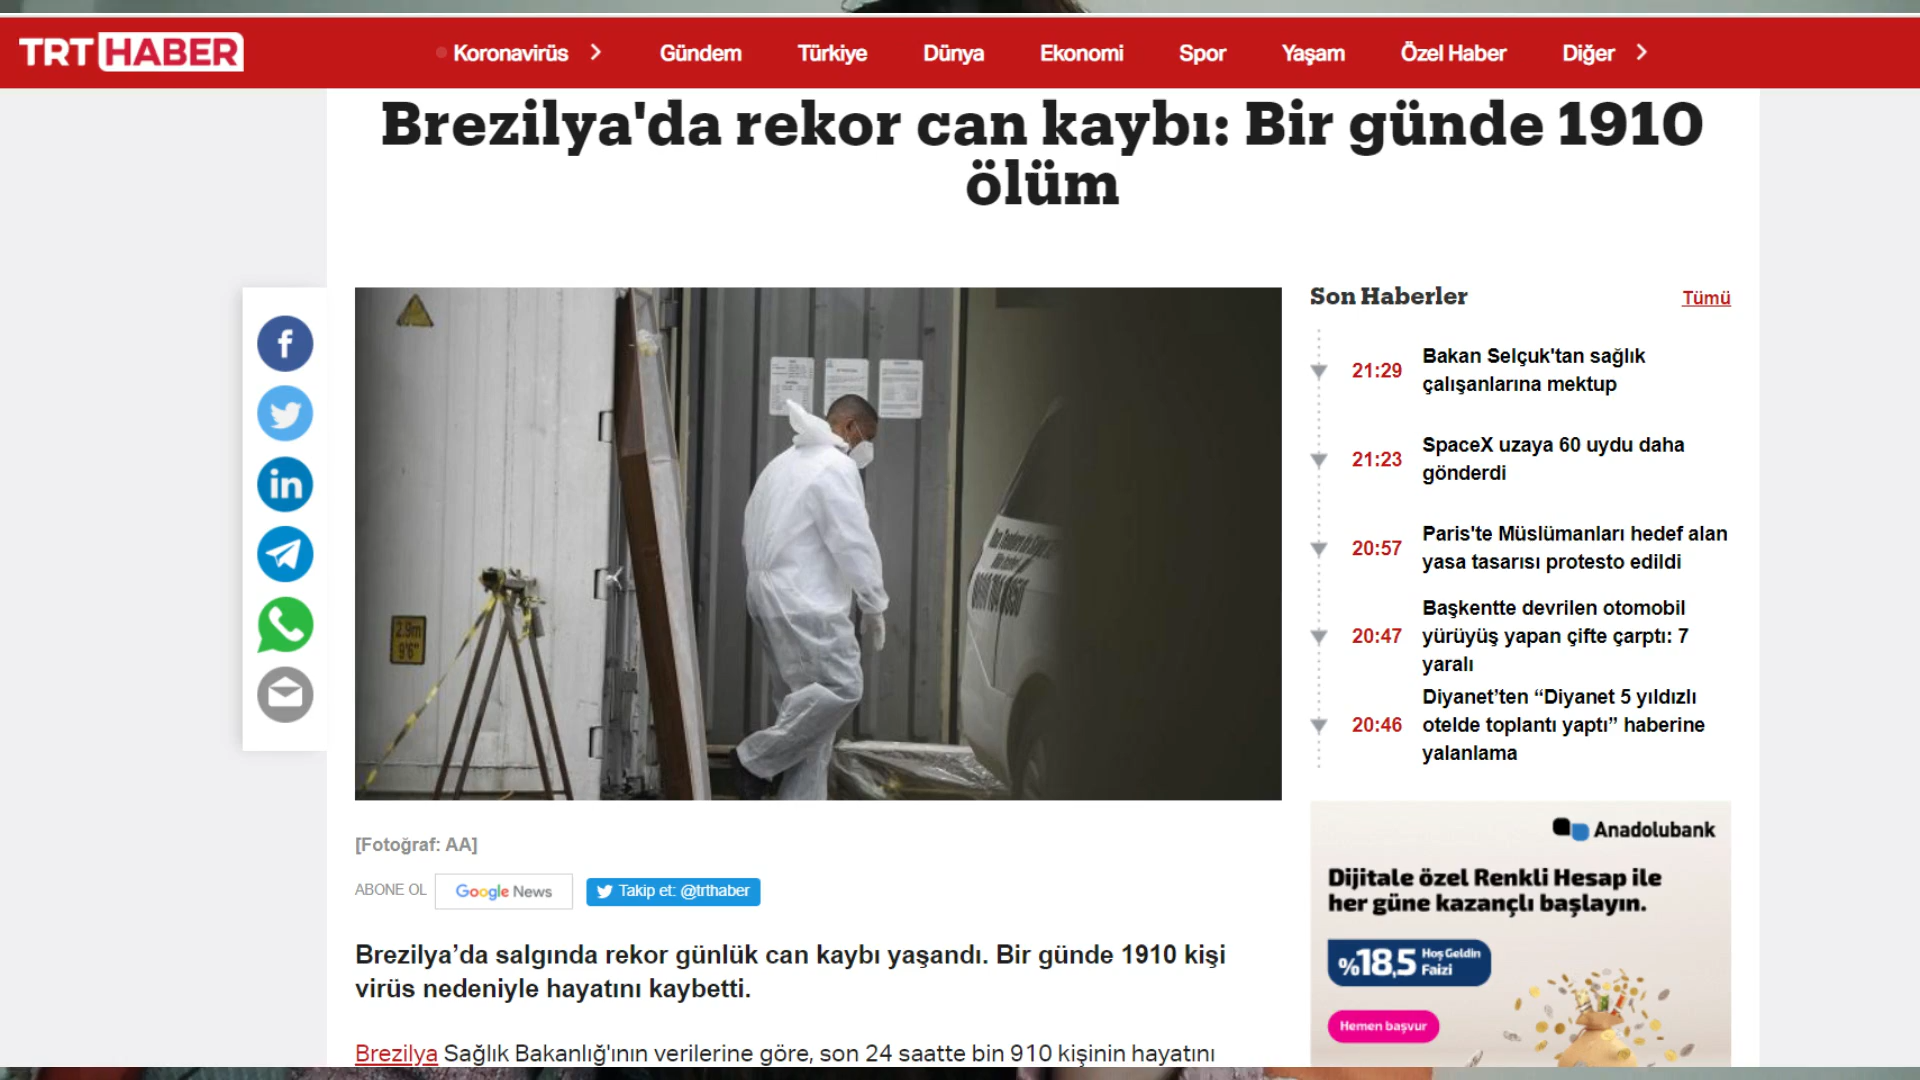 TRT HABER
Koronavirüs
Gündem
Türkiye
Dünya
Ekonomi
Spor
Yaşam
Özel Haber
Diğer
Brezilya'da rekor can kaybı: Bir günde 1910
ölüm
2.9m
9'6"
[Fotoğraf: AA]
ABONE OL
Google News
Takip et: @trthaber
Brezilya’da salgında rekor günlük can kaybı yaşandı. Bir günde 1910 kişi
virüs nedeniyle hayatını kaybetti.
Brezilya Sağlık Bakanlığ'ının verilerine göre, son 24 saatte bin 910 kişinin hayatını
Son Haberler
Tümü
21:29
Bakan Selçuk'tan sağlık
çalışanlarına mektup
21:23
SpaceX uzaya 60 uydu daha
gönderdi
20:57
Paris'te Müslümanları hedef alan
yasa tasarısı protesto edildi
20:47
Başkentte devrilen otomobil
yürüyüş yapan çifte çarptı: 7
yaralı
20:46
Diyanet’ten “Diyanet 5 yıldızlı
otelde toplantı yaptı” haberine
yalanlama
Anadolubank
Dijitale özel Renkli Hesap ile
her güne kazançlı başlayın.
%18,5 Hoş Geldin
Faizi
Hemen başvur